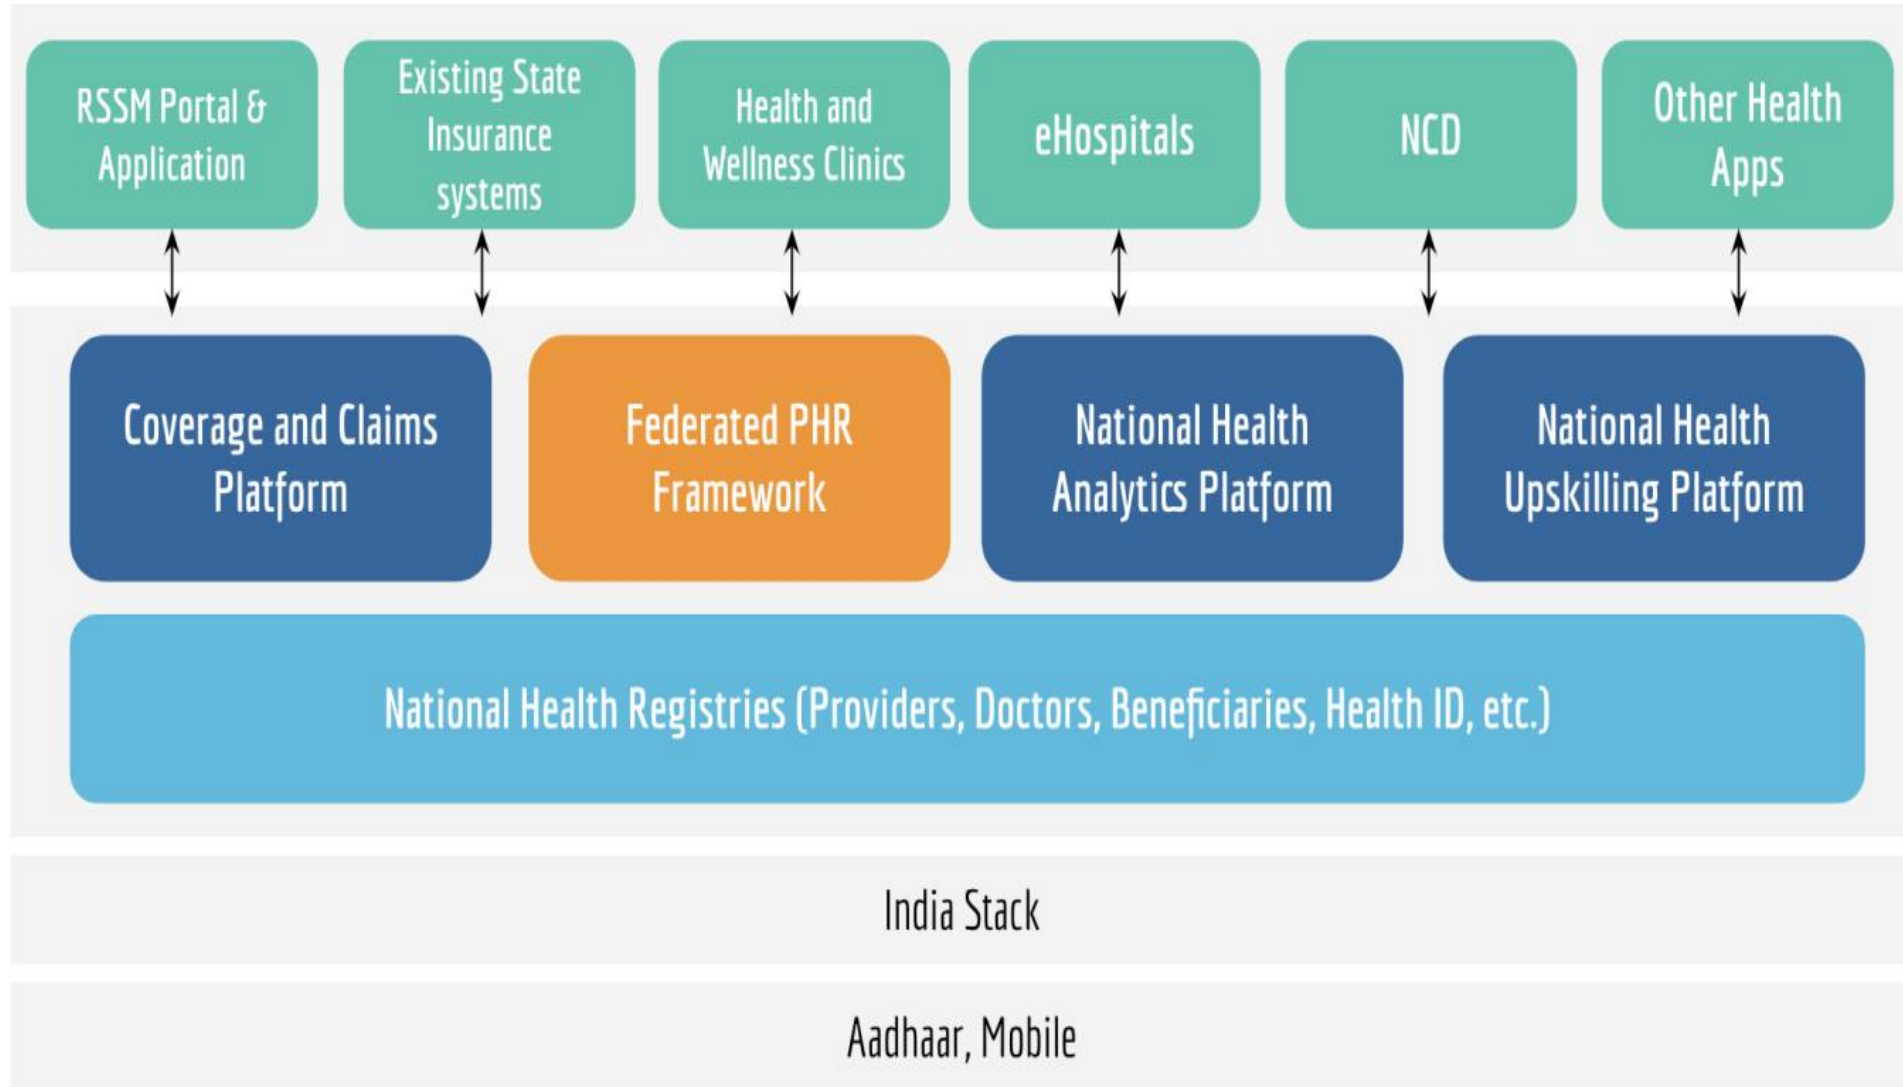 RSSM Portal &
Application
Existing State
Insurance
systems
Health and
Wellness Clinics
eHospitals
NCD
Other Health
Apps
Coverage and Claims
Platform
Federated PHR
Framework
National Health
Analytics Platform
National Health
Upskilling Platform
National Health Registries (Providers, Doctors, Beneficiaries, Health ID, etc.)
India Stack
Aadhaar, Mobile